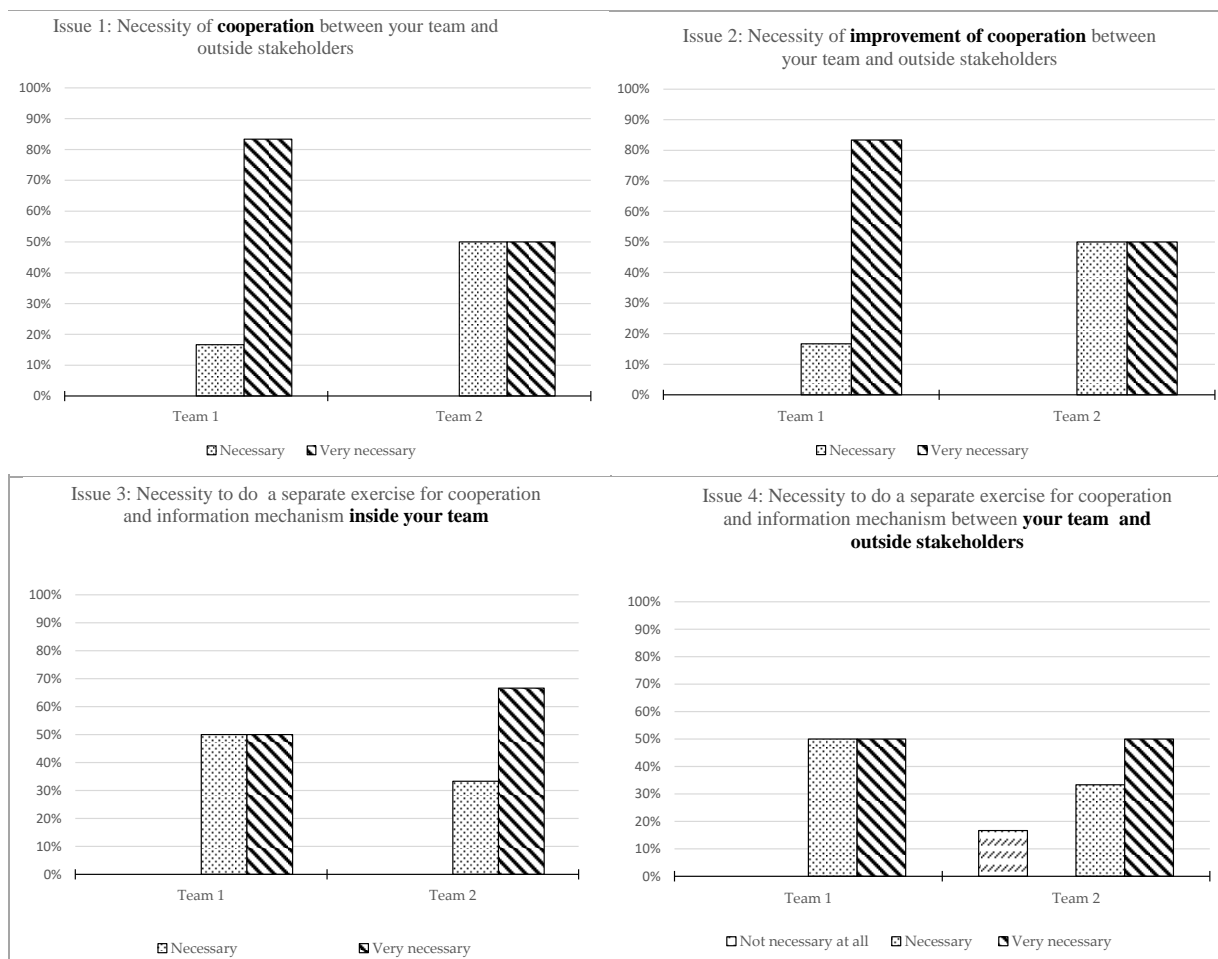 Issue 1: Necessity of cooperation between your team and
outside stakeholders
100%
90%
80%
70%
60%
50%
40%
30%
20%
10%
0%
Team 1 Team 2
Necessary Very necessary
Issue 2: Necessity of improvement of cooperation between
your team and outside stakeholders
100%
90%
80%
70%
60%
50%
40%
30%
20%
10%
0%
Team 1 Team 2
Necessary Very necessary
Issue 3: Necessity to do a separate exercise for cooperation
and information mechanism inside your team
100%
90%
80%
70%
60%
50%
40%
30%
20%
10%
0%
Team 1 Team 2
Necessary Very necessary
Issue 4: Necessity to do a separate exercise for cooperation
and information mechanism between your team and
outside stakeholders
100%
90%
80%
70%
60%
50%
40%
30%
20%
10%
0%
Team 1 Team 2
Not necessary at all Necessary Very necessary